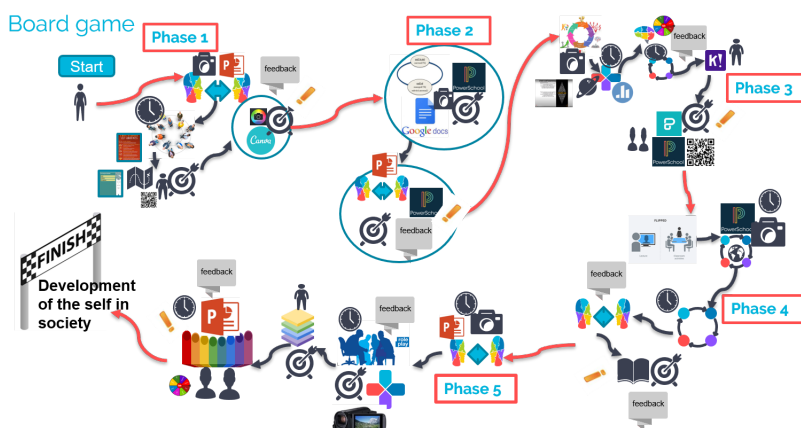 Board game
Phase 1
Start
feedback
Canva
Phase 2
PowerSchool
Google docs
PowerSchool
feedback
feedback
Phase 3
PowerSchool
FLIPPED
PowerSchool
feedback
Phase 4
feedback
Phase 5
feedback
role
play
feedback
FINISH
Development
of the self in
society